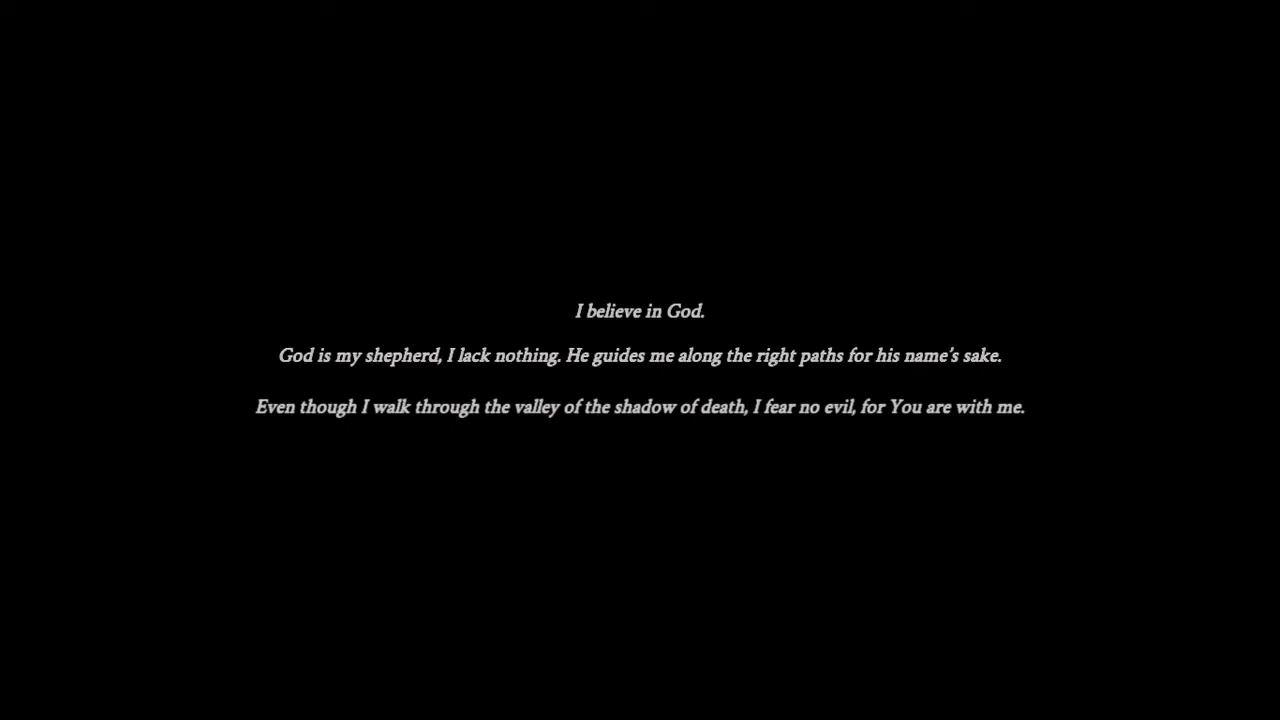 I believe in God.
God is my shepherd, I lack nothing. He guides me along the right paths for his name's sake.
Even though I walk through the valley of the shadow of death, I fear no evil, for You are with me.